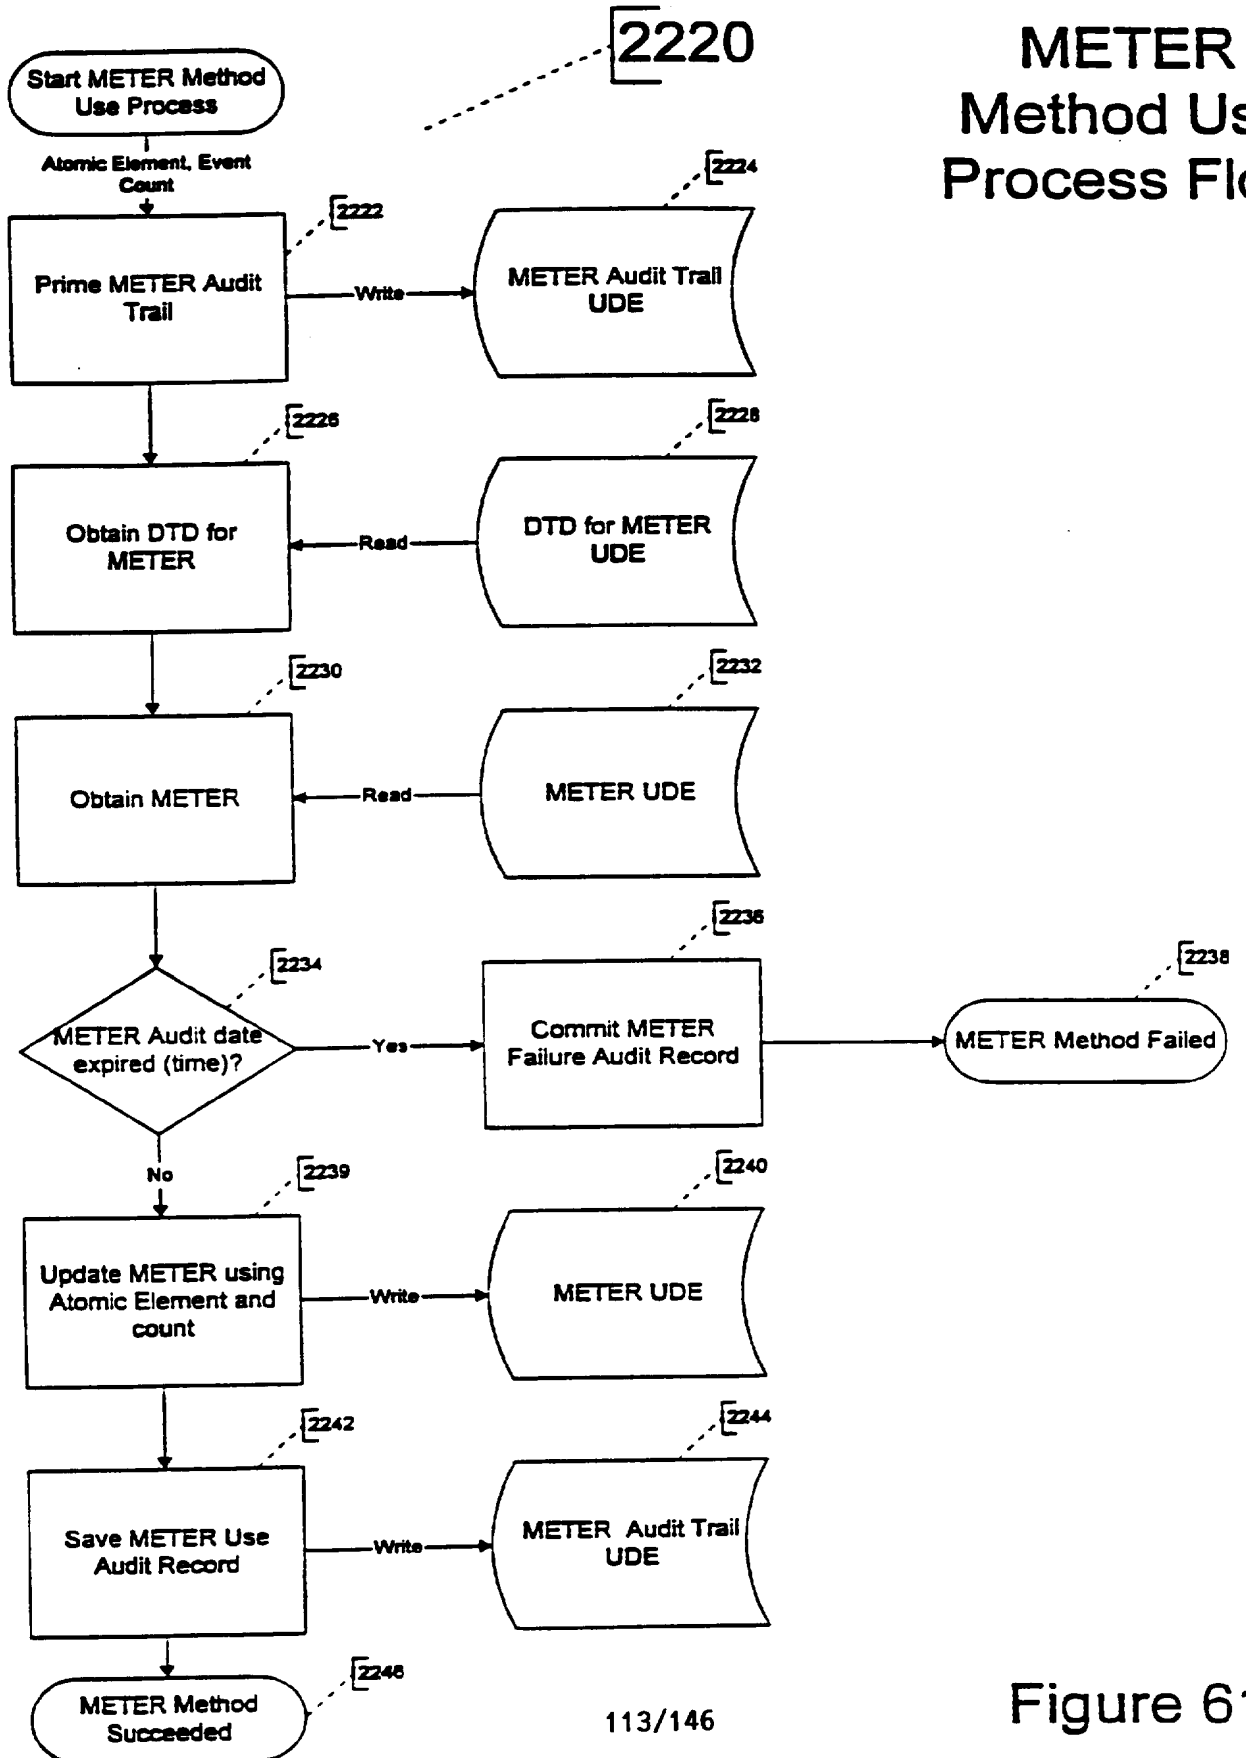 2220
METER
Method Us
Process Flo
Start METER Method
Use Process
Atomic Element, Event
Count
2222
2224
Prime METER Audit
Trail
Write
METER Audit Trail
UDE
2226
2228
Obtain DTD for
METER
Read
DTD for METER
UDE
2230
2232
Obtain METER
Read
METER UDE
2234
2236
2238
METER Audit date
expired (time)?
Yes
Commit METER
Failure Audit Record
METER Method Failed
No
2239
2240
Update METER using
Atomic Element and
count
Write
METER UDE
2242
2244
Save METER Use
Audit Record
Write
METER Audit Trail
UDE
2246
METER Method
Succeeded
113/146
Figure 61